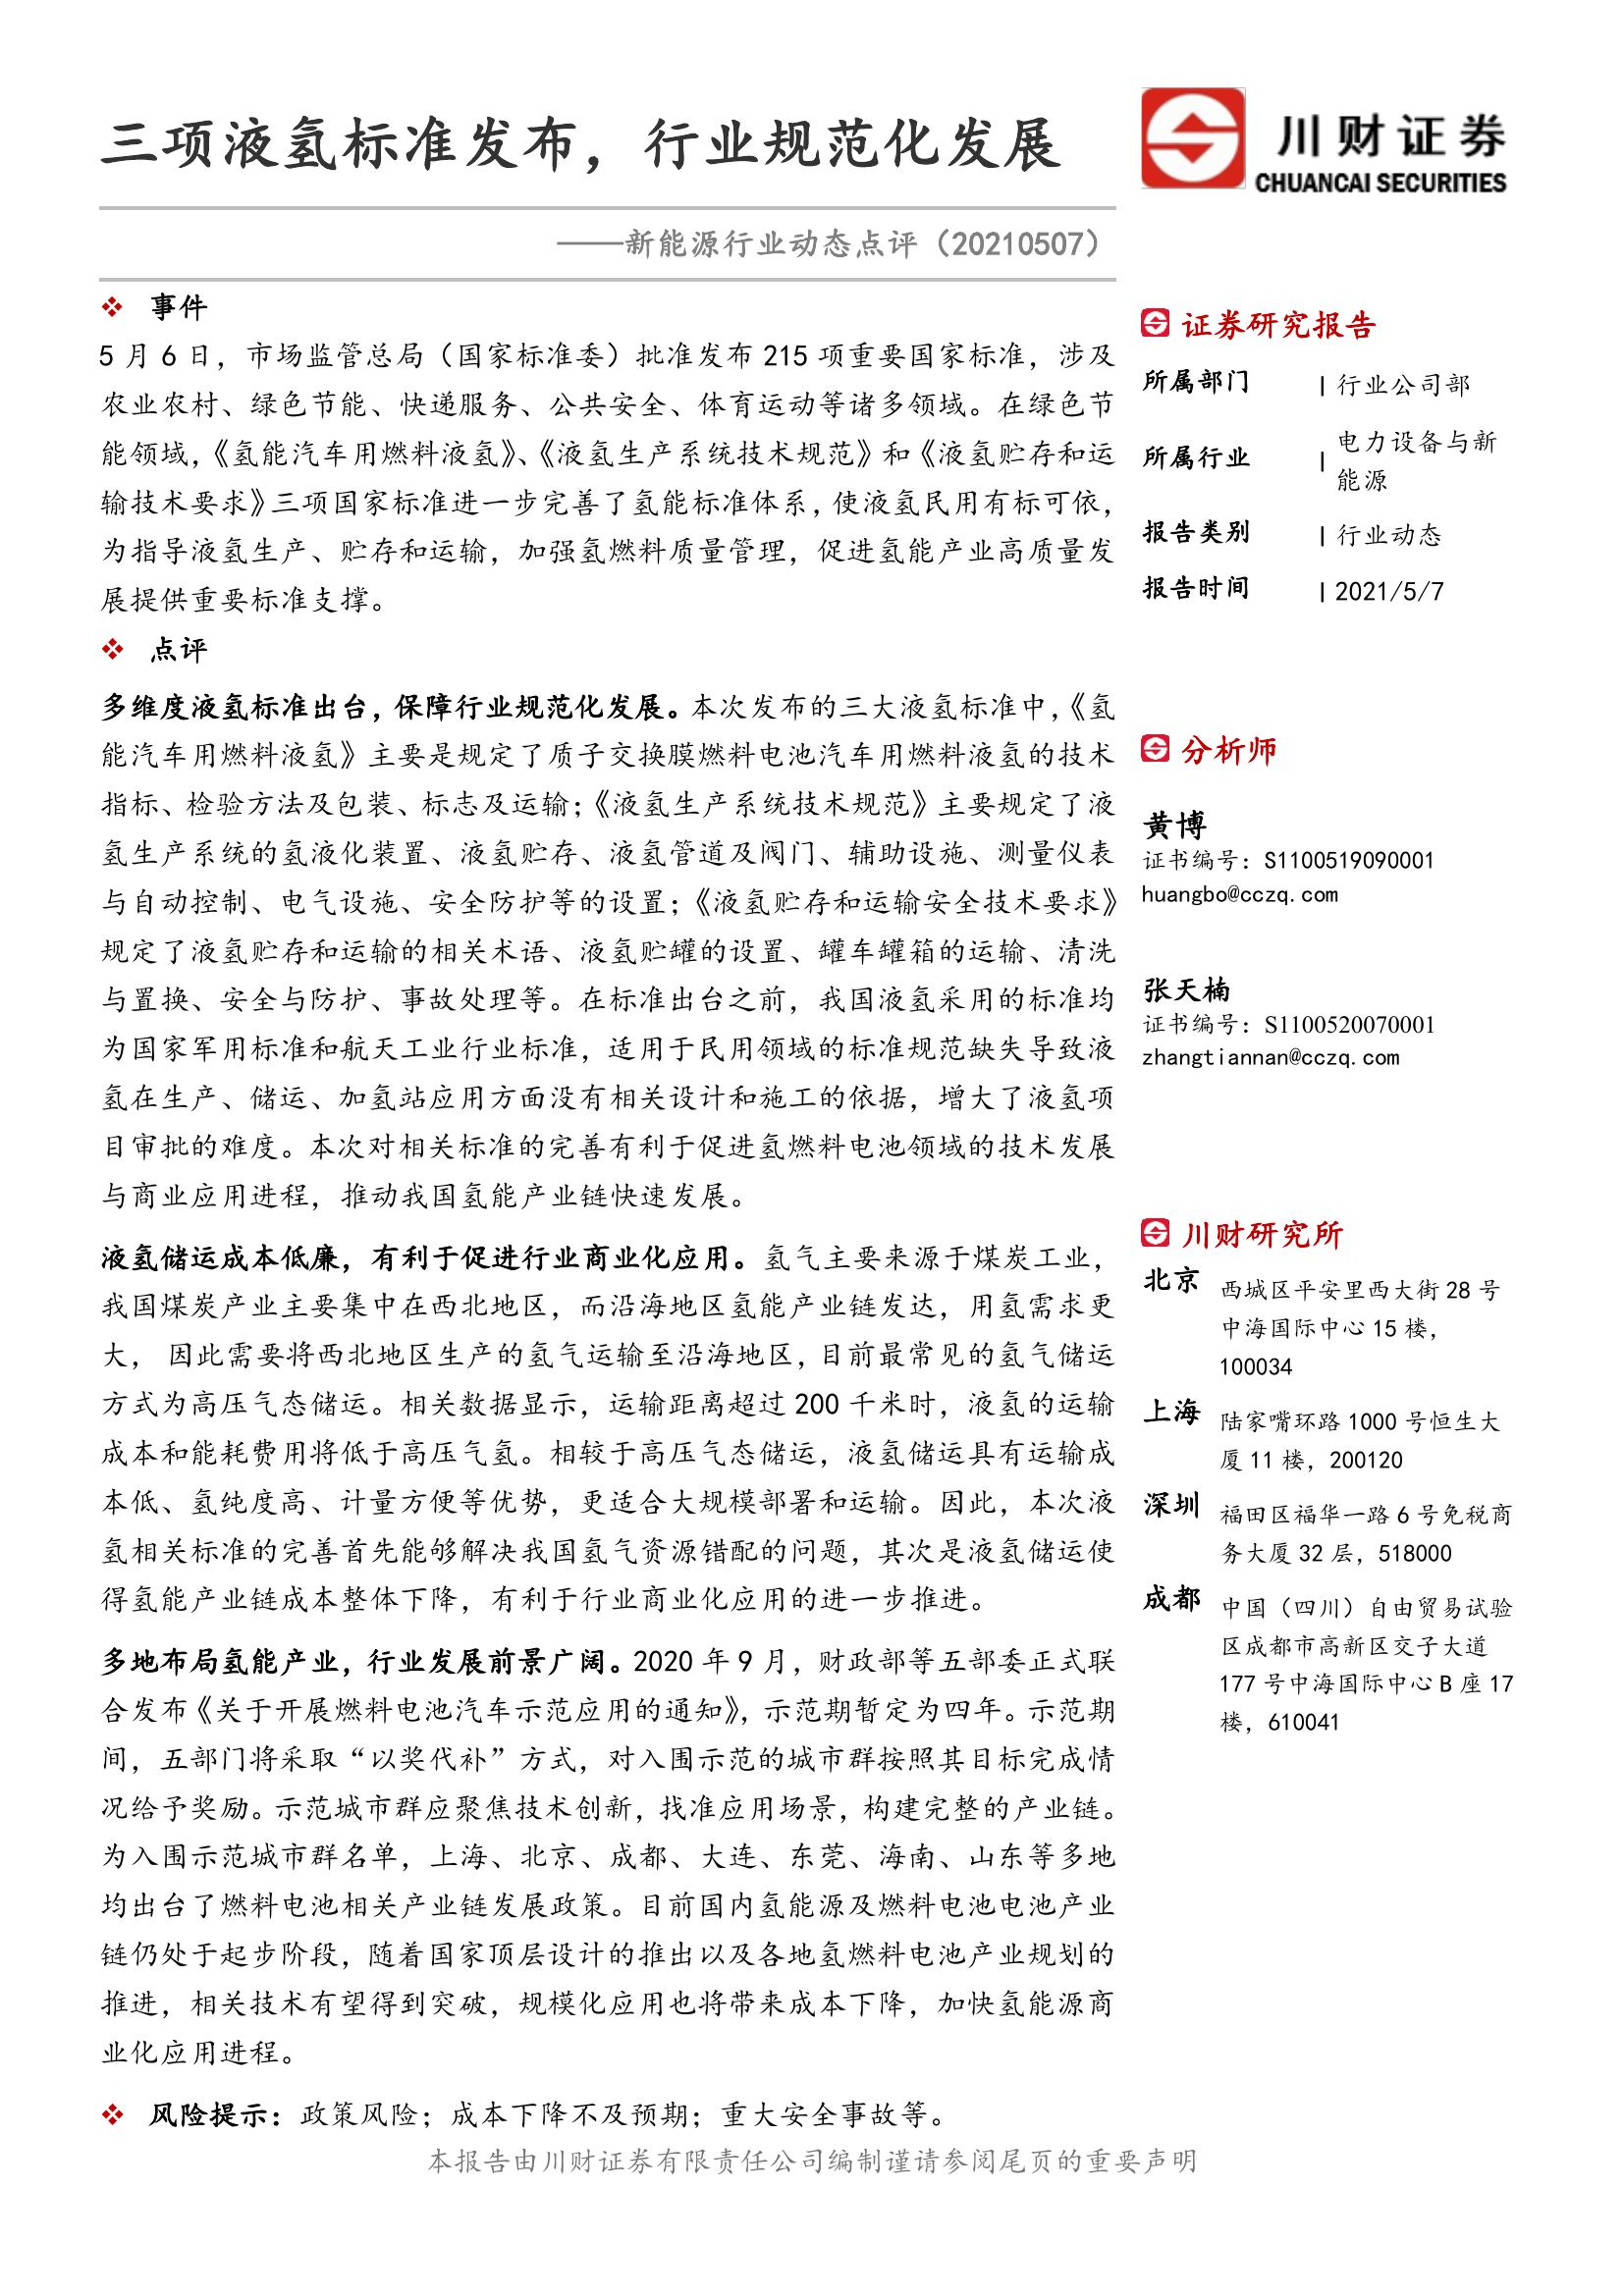 三项液氢标准发布，行业规范化发展
川财证券
CHUANCAI SECURITIES
——新能源行业动态点评（20210507）
❖ 事件
5 月 6 日，市场监管总局（国家标准委）批准发布 215 项重要国家标准，涉及
农业农村、绿色节能、快递服务、公共安全、体育运动等诸多领域。在绿色节
能领域，《氢能汽车用燃料液氢》、《液氢生产系统技术规范》和《液氢贮存和运
输技术要求》三项国家标准进一步完善了氢能标准体系，使液氢民用有标可依，
为指导液氢生产、贮存和运输，加强氢燃料质量管理，促进氢能产业高质量发
展提供重要标准支撑。
❖ 点评
多维度液氢标准出台，保障行业规范化发展。本次发布的三大液氢标准中，《氢
能汽车用燃料液氢》主要是规定了质子交换膜燃料电池汽车用燃料液氢的技术
指标、检验方法及包装、标志及运输；《液氢生产系统技术规范》主要规定了液
氢生产系统的氢液化装置、液氢贮存、液氢管道及阀门、辅助设施、测量仪表
与自动控制、电气设施、安全防护等的设置；《液氢贮存和运输安全技术要求》
规定了液氢贮存和运输的相关术语、液氢贮罐的设置、罐车罐箱的运输、清洗
与置换、安全与防护、事故处理等。在标准出台之前，我国液氢采用的标准均
为国家军用标准和航天工业行业标准，适用于民用领域的标准规范缺失导致液
氢在生产、储运、加氢站应用方面没有相关设计和施工的依据，增大了液氢项
目审批的难度。本次对相关标准的完善有利于促进氢燃料电池领域的技术发展
与商业应用进程，推动我国氢能产业链快速发展。
液氢储运成本低廉，有利于促进行业商业化应用。氢气主要来源于煤炭工业，
我国煤炭产业主要集中在西北地区，而沿海地区氢能产业链发达，用氢需求更
大， 因此需要将西北地区生产的氢气运输至沿海地区，目前最常见的氢气储运
方式为高压气态储运。相关数据显示，运输距离超过 200 千米时，液氢的运输
成本和能耗费用将低于高压气氢。相较于高压气态储运，液氢储运具有运输成
本低、氢纯度高、计量方便等优势，更适合大规模部署和运输。因此，本次液
氢相关标准的完善首先能够解决我国氢气资源错配的问题，其次是液氢储运使
得氢能产业链成本整体下降，有利于行业商业化应用的进一步推进。
多地布局氢能产业，行业发展前景广阔。2020 年 9 月，财政部等五部委正式联
合发布《关于开展燃料电池汽车示范应用的通知》，示范期暂定为四年。示范期
间，五部门将采取“以奖代补”方式，对入围示范的城市群按照其目标完成情
况给予奖励。示范城市群应聚焦技术创新，找准应用场景，构建完整的产业链。
为入围示范城市群名单，上海、北京、成都、大连、东莞、海南、山东等多地
均出台了燃料电池相关产业链发展政策。目前国内氢能源及燃料电池电池产业
链仍处于起步阶段，随着国家顶层设计的推出以及各地氢燃料电池产业规划的
推进，相关技术有望得到突破，规模化应用也将带来成本下降，加快氢能源商
业化应用进程。
❖ 风险提示：政策风险；成本下降不及预期；重大安全事故等。
证券研究报告
所属部门 | 行业公司部
所属行业 | 电力设备与新
能源
报告类别 | 行业动态
报告时间 | 2021/5/7
分析师
黄博
证书编号：S1100519090001
huangbo@cczq.com
张天楠
证书编号：S1100520070001
zhangtiannan@cczq.com
川财研究所
北京 西城区平安里西大街 28 号
中海国际中心 15 楼，
100034
上海 陆家嘴环路 1000 号恒生大
厦 11 楼，200120
深圳 福田区福华一路 6 号免税商
务大厦 32 层，518000
成都 中国（四川）自由贸易试验
区成都市高新区交子大道
177 号中海国际中心 B 座 17
楼，610041
本报告由川财证券有限责任公司编制谨请参阅尾页的重要声明